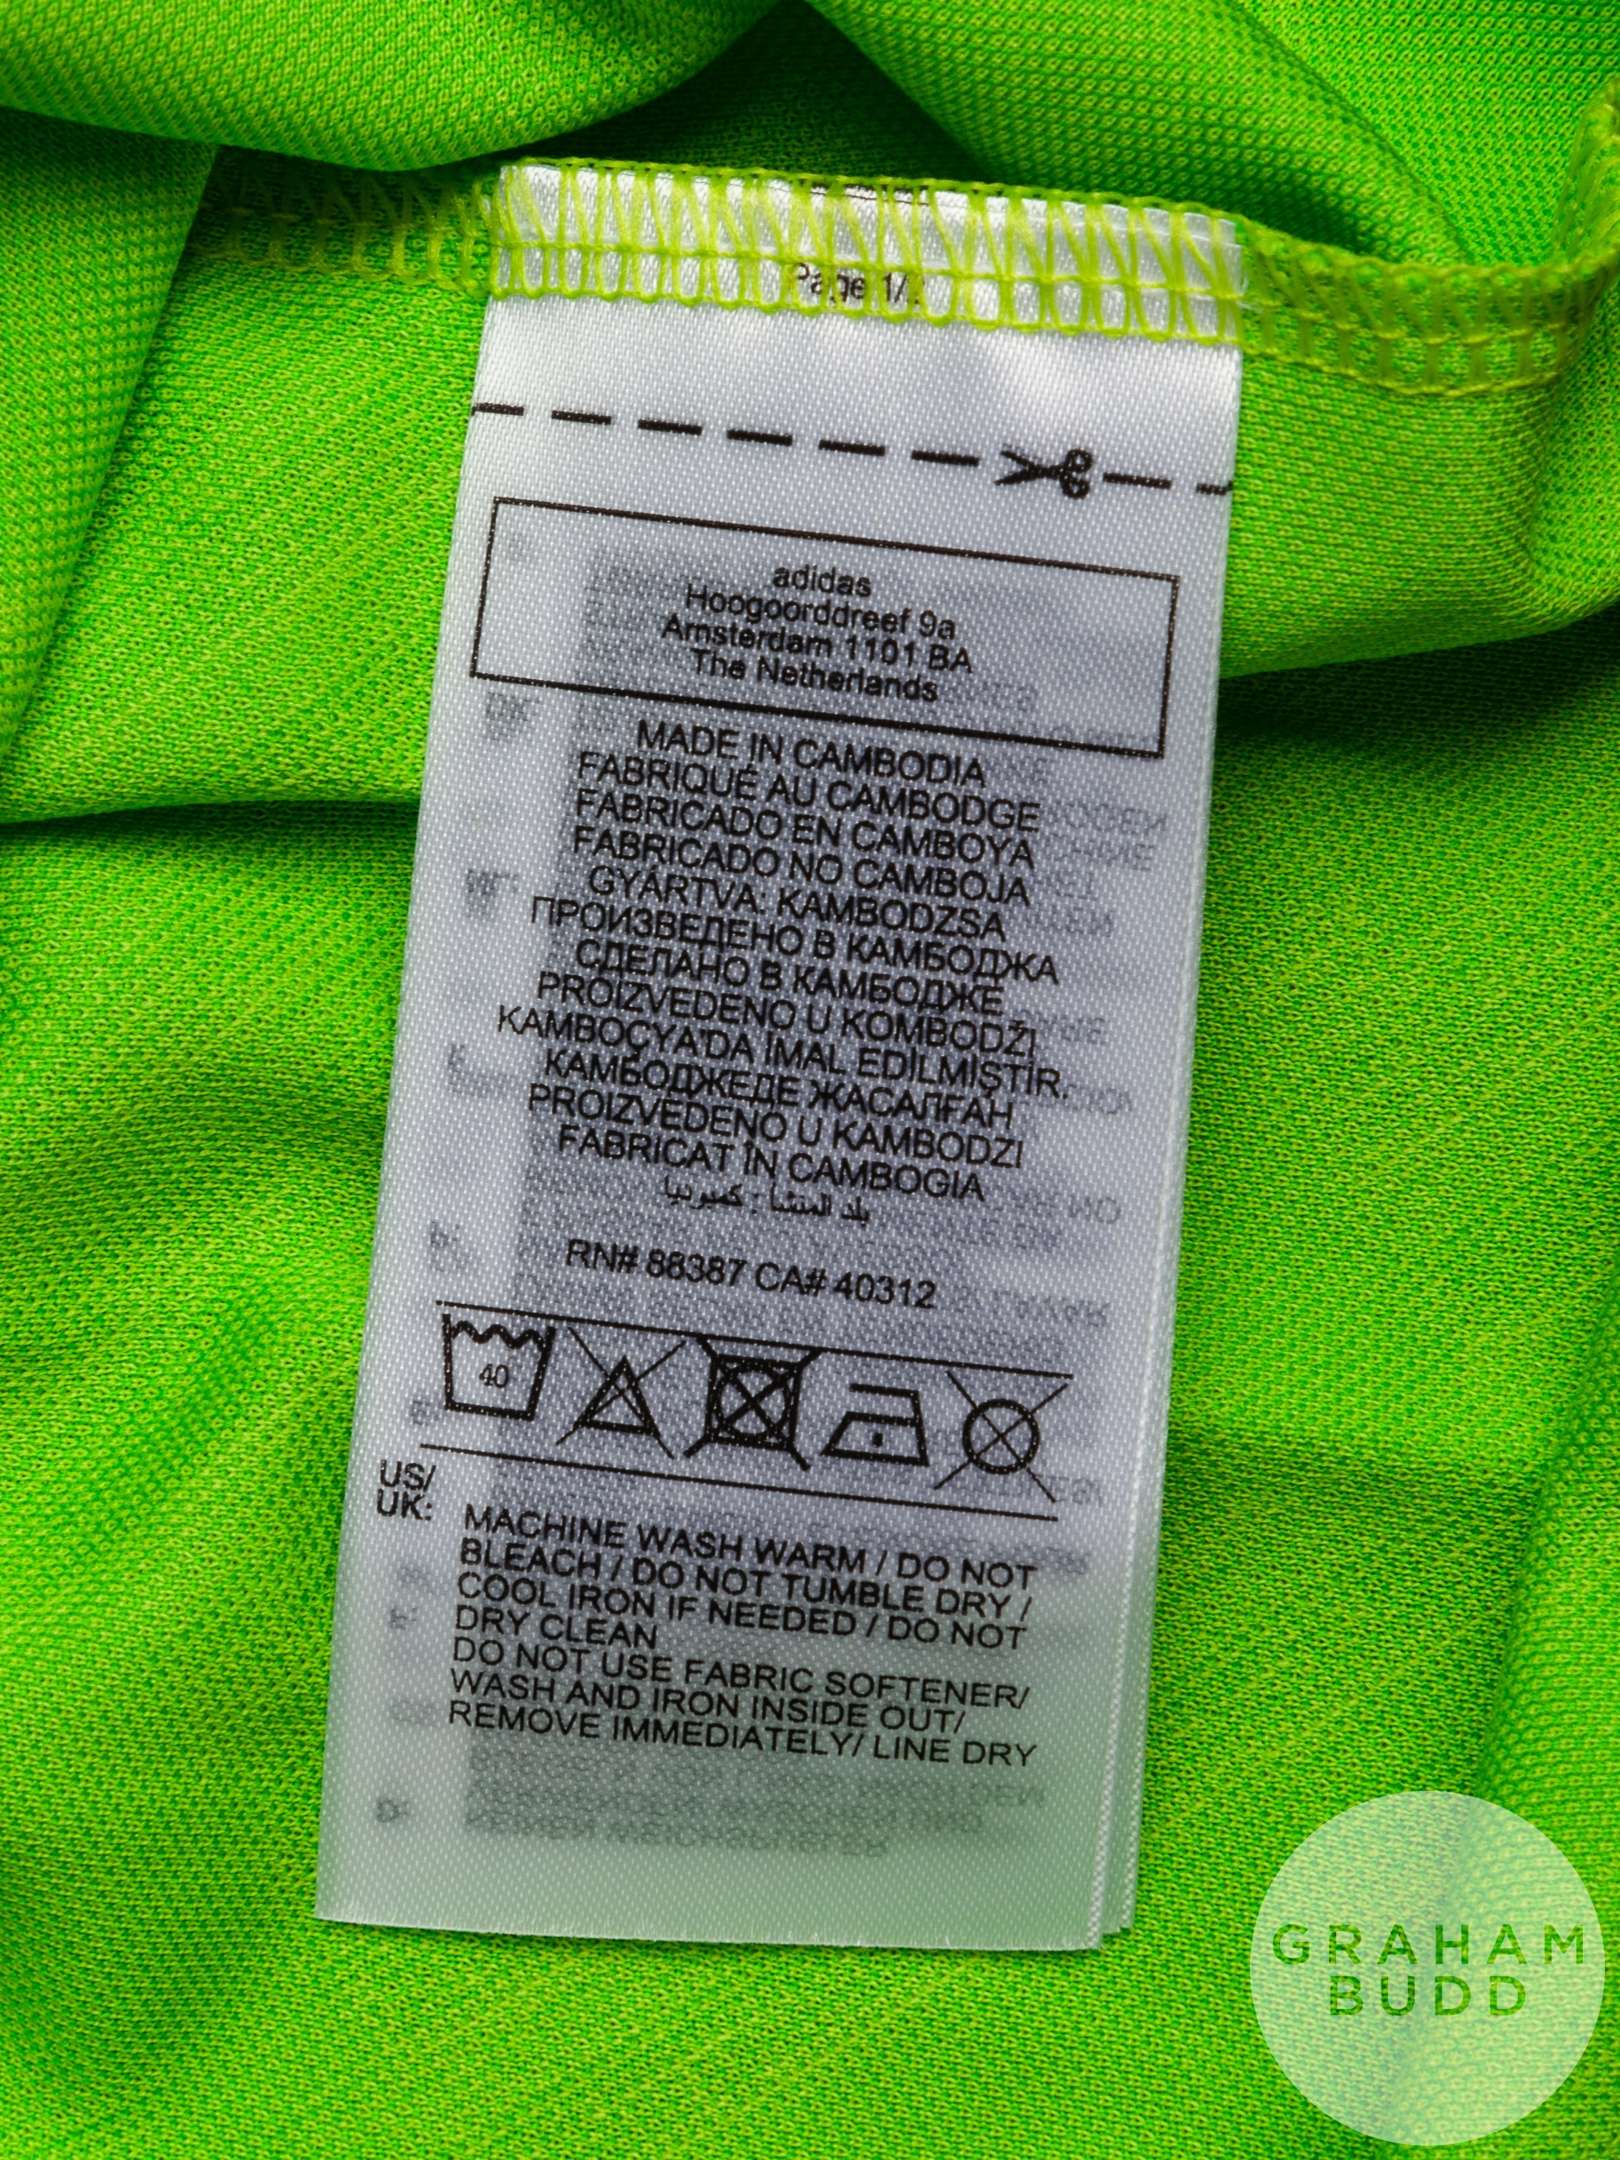 Page 1/
adidas
Hoogoorddreef 9a
Amsterdam 1101 BA
The Netherlands
MADE IN CAMBODIA
FABRIQUÉ AU CAMBODGE
FABRICADO EN CAMBOYA
FABRICADO NO CAMBOJA
GYÁRTVA: KAMBODZSA
ПРОИЗВЕДЕНО В КАМБОДЖА
СДЕЛАНО В КАМБОДЖЕ
PROIZVEDENO U KOMBODŽI
KAMBOÇYA'DA İMAL EDİLMİŞTİR.
КАМБОДЖЕДЕ ЖАСАЛҒАН
PROIZVEDENO U KAMBODZI
FABRICAT ÎN CAMBOGIA
بلد المنشأ : كمبوديا
RN# 88387 CA# 40312
40
US/
UK:
MACHINE WASH WARM / DO NOT
BLEACH / DO NOT TUMBLE DRY /
COOL IRON IF NEEDED / DO NOT
DRY CLEAN
DO NOT USE FABRIC SOFTENER/
WASH AND IRON INSIDE OUT/
REMOVE IMMEDIATELY/ LINE DRY
GRAHAM
BUDD